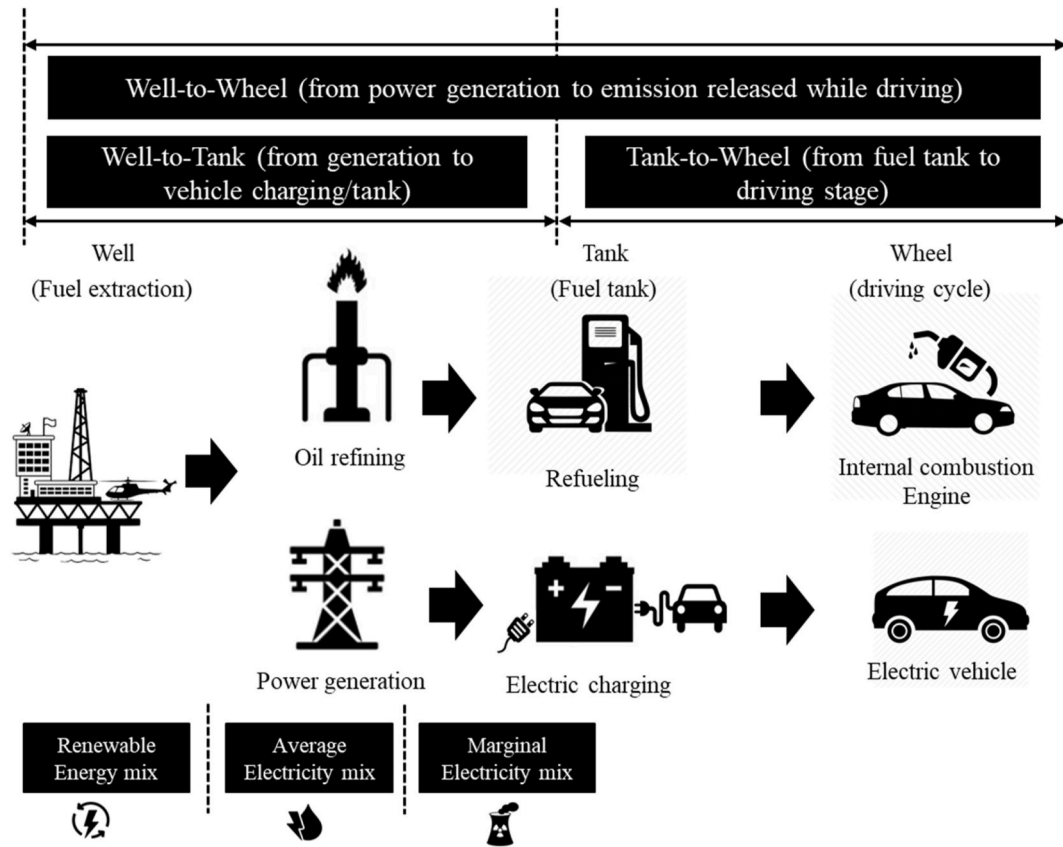 Well-to-Wheel (from power generation to emission released while driving)
Well-to-Tank (from generation to
vehicle charging/tank)
Tank-to-Wheel (from fuel tank to
driving stage)
Well
(Fuel extraction)
Tank
(Fuel tank)
Wheel
(driving cycle)
Oil refining
Refueling
Internal combustion
Engine
Power generation
Electric charging
Electric vehicle
Renewable
Energy mix
Average
Electricity mix
Marginal
Electricity mix